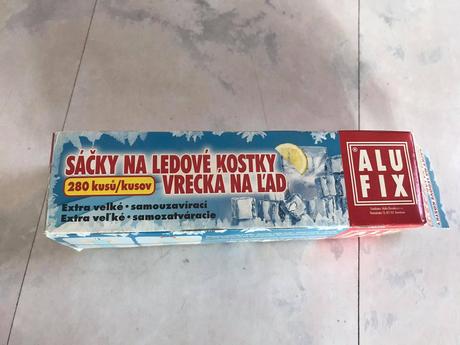 SÁČKY NA LEDOVÉ KOSTKY
280 kusů/kusov
VRECKÁ NA ĽAD
Extra velké • samouzavírací
Extra veľké • samozatváracie
® ALU
FIX